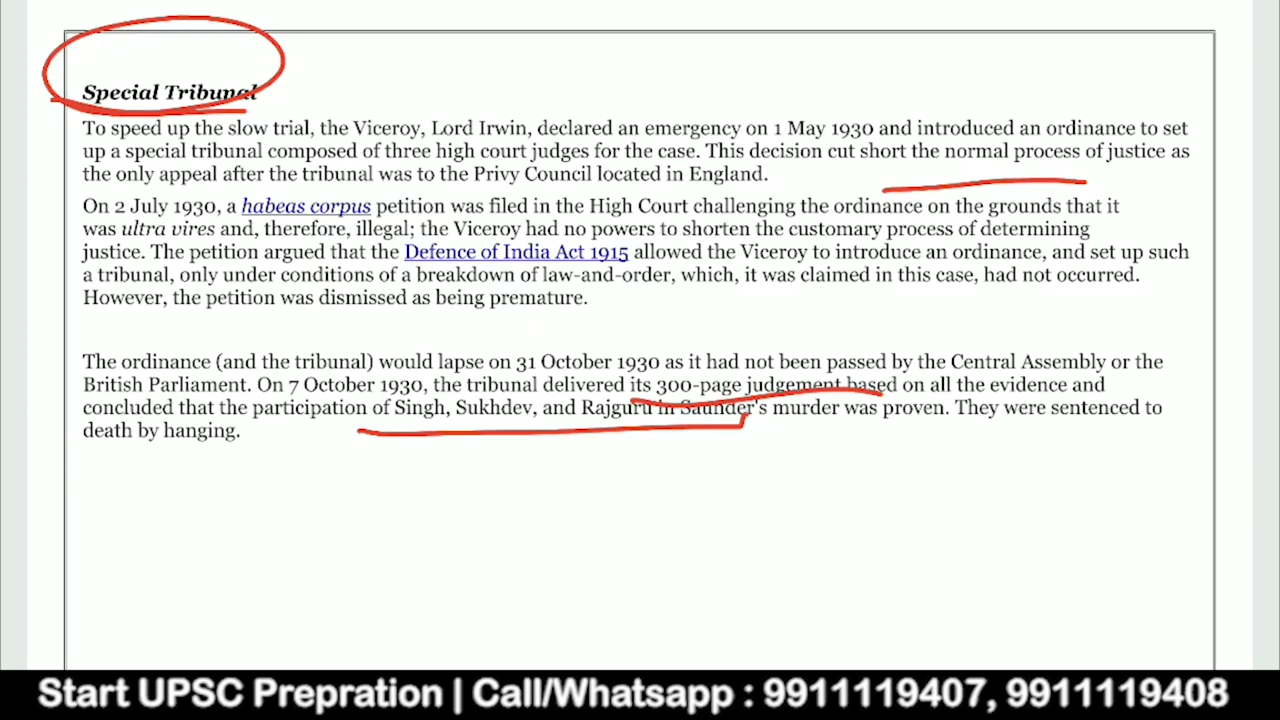 Special Tribunal
To speed up the slow trial, the Viceroy, Lord Irwin, declared an emergency on 1 May 1930 and introduced an ordinance to set
up a special tribunal composed of three high court judges for the case. This decision cut short the normal process of justice as
the only appeal after the tribunal was to the Privy Council located in England.
On 2 July 1930, a habeas corpus petition was filed in the High Court challenging the ordinance on the grounds that it
was ultra vires and, therefore, illegal; the Viceroy had no powers to shorten the customary process of determining
justice. The petition argued that the Defence of India Act 1915 allowed the Viceroy to introduce an ordinance, and set up such
a tribunal, only under conditions of a breakdown of law-and-order, which, it was claimed in this case, had not occurred.
However, the petition was dismissed as being premature.
The ordinance (and the tribunal) would lapse on 31 October 1930 as it had not been passed by the Central Assembly or the
British Parliament. On 7 October 1930, the tribunal delivered its 300-page judgement based on all the evidence and
concluded that the participation of Singh, Sukhdev, and Rajguru in Saunder's murder was proven. They were sentenced to
death by hanging.
Start UPSC Prepration | Call/Whatsapp : 9911119407, 9911119408